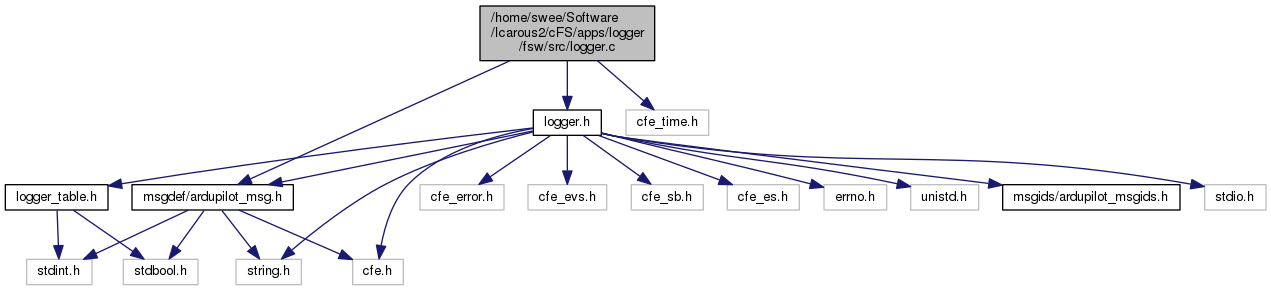 /home/swee/Software
/Icarous2/cFS/apps/logger
/fsw/src/logger.c
logger.h
cfe_time.h
logger_table.h
msgdef/ardupilot_msg.h
cfe_error.h
cfe_evs.h
cfe_sb.h
cfe_es.h
errno.h
unistd.h
msgids/ardupilot_msgids.h
stdio.h
stdint.h
stdbool.h
string.h
cfe.h